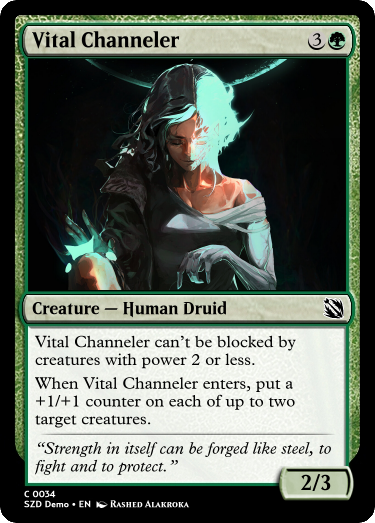 Vital Channeler 3
Creature — Human Druid
Vital Channeler can't be blocked by
creatures with power 2 or less.
When Vital Channeler enters, put a
+1/+1 counter on each of up to two
target creatures.
“Strength in itself can be forged like steel, to
fight and to protect.”
2/3
C 0034
SZD Demo • EN Rashed AlAkroka